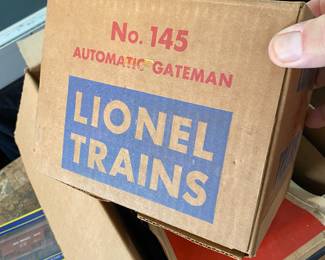 No. 145
AUTOMATIC GATEMAN
LIONEL
TRAINS